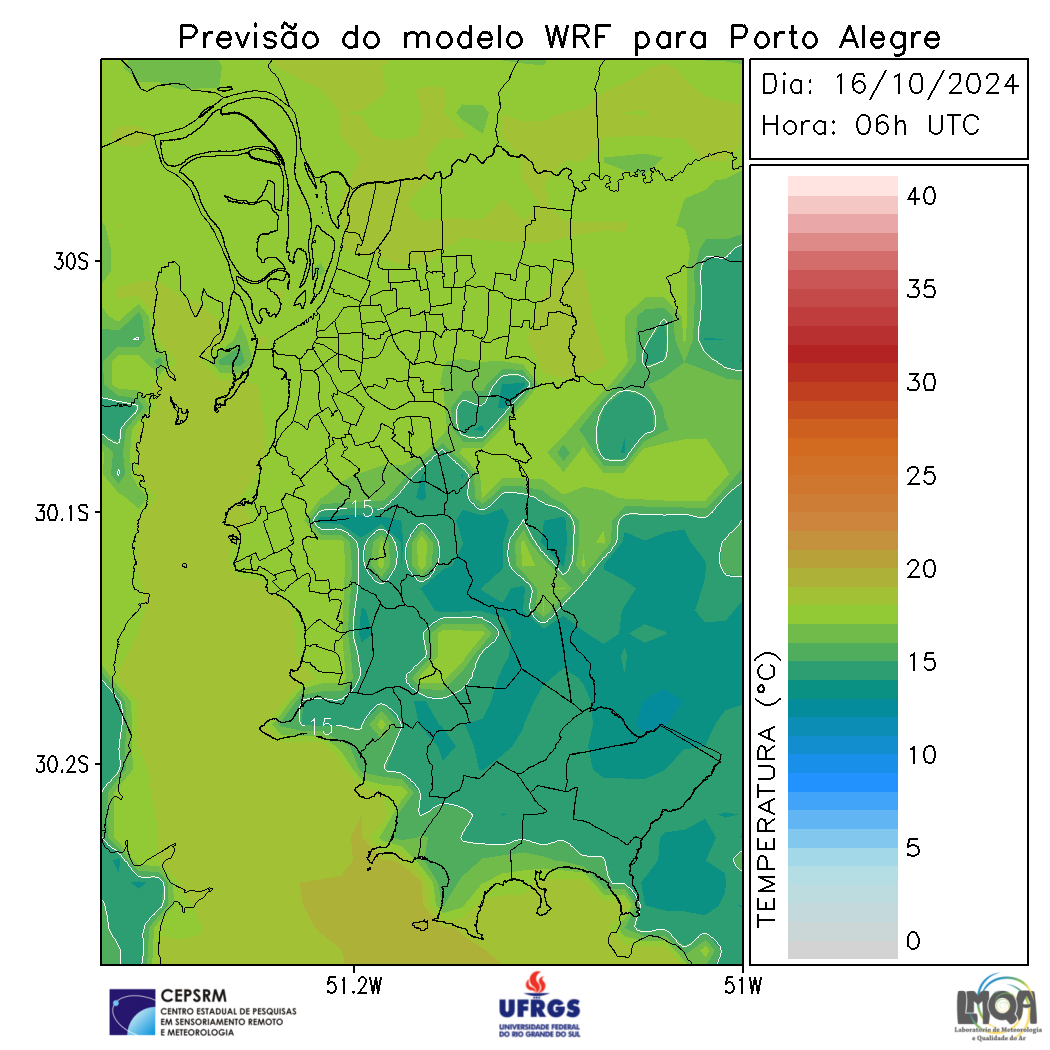 Previsão do modelo WRF para Porto Alegre
Dia: 16/10/2024
Hora: 06h UTC
40
35
30
25
20
15
10
5
0
TEMPERATURA (°C)
30S
30.1S
30.2S
15
15
51.2W
51W
CEPSRM
CENTRO ESTADUAL DE PESQUISAS
EM SENSORIAMENTO REMOTO
E METEOROLOGIA
UFRGS
UNIVERSIDADE FEDERAL
DO RIO GRANDE DO SUL
LMQA
Laboratório de Meteorologia
e Qualidade do Ar